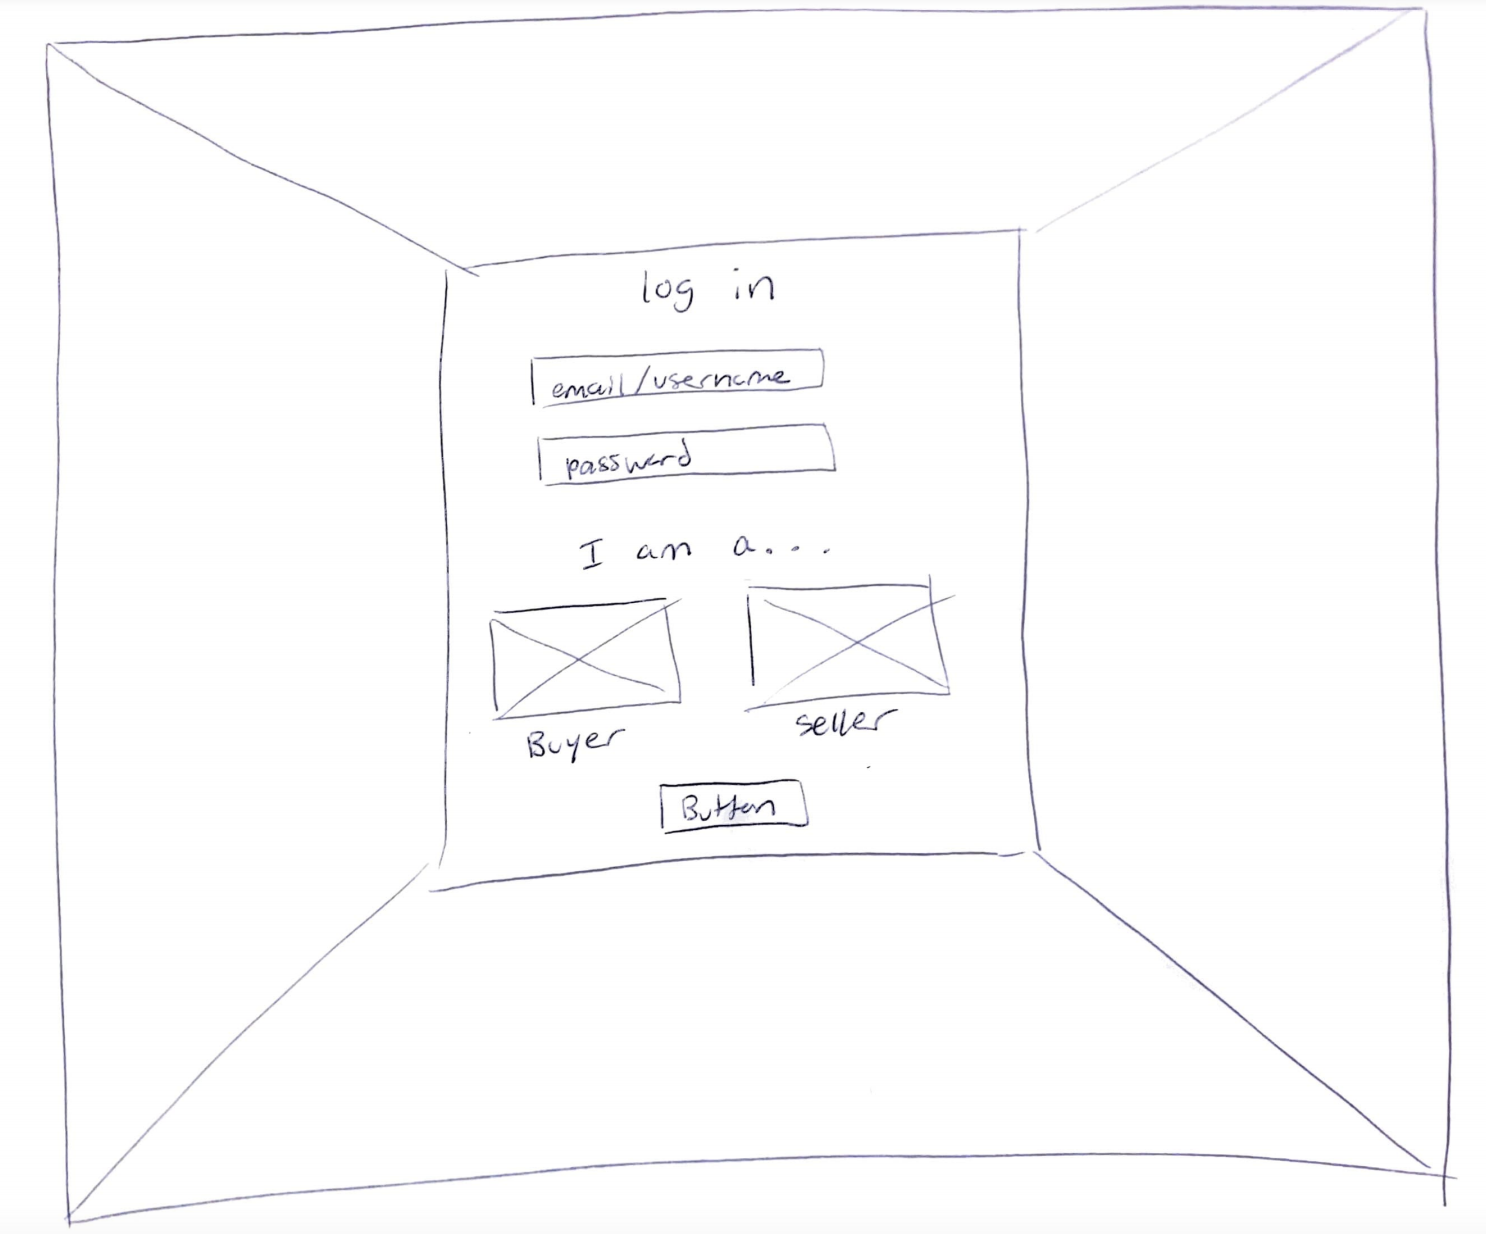 log in
email/username
password
I am a...
Buyer
seller
Button